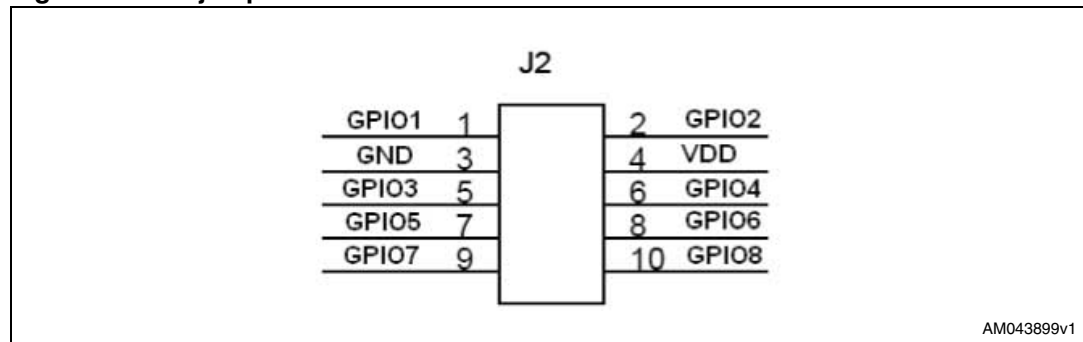 J2
GPIO1 1 2 GPIO2
GND 3 4 VDD
GPIO3 5 6 GPIO4
GPIO5 7 8 GPIO6
GPIO7 9 10 GPIO8
AM043899v1